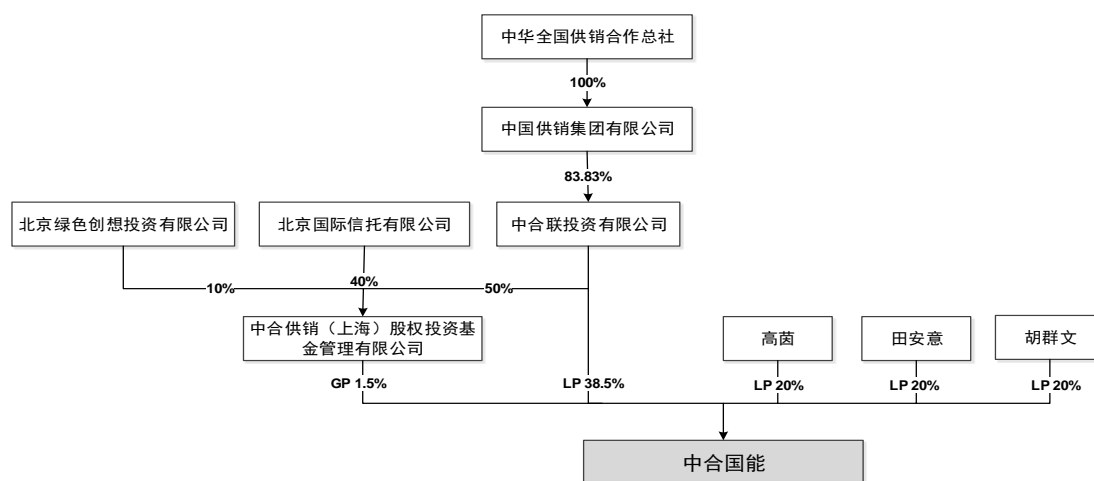 中华全国供销合作总社
100%
中国供销集团有限公司
83.83%
北京绿色创想投资有限公司
北京国际信托有限公司
中合联投资有限公司
10%
40%
50%
中合供销（上海）股权投资基
金管理有限公司
高茵
田安意
胡群文
GP 1.5%
LP 38.5%
LP 20%
LP 20%
LP 20%
中合国能